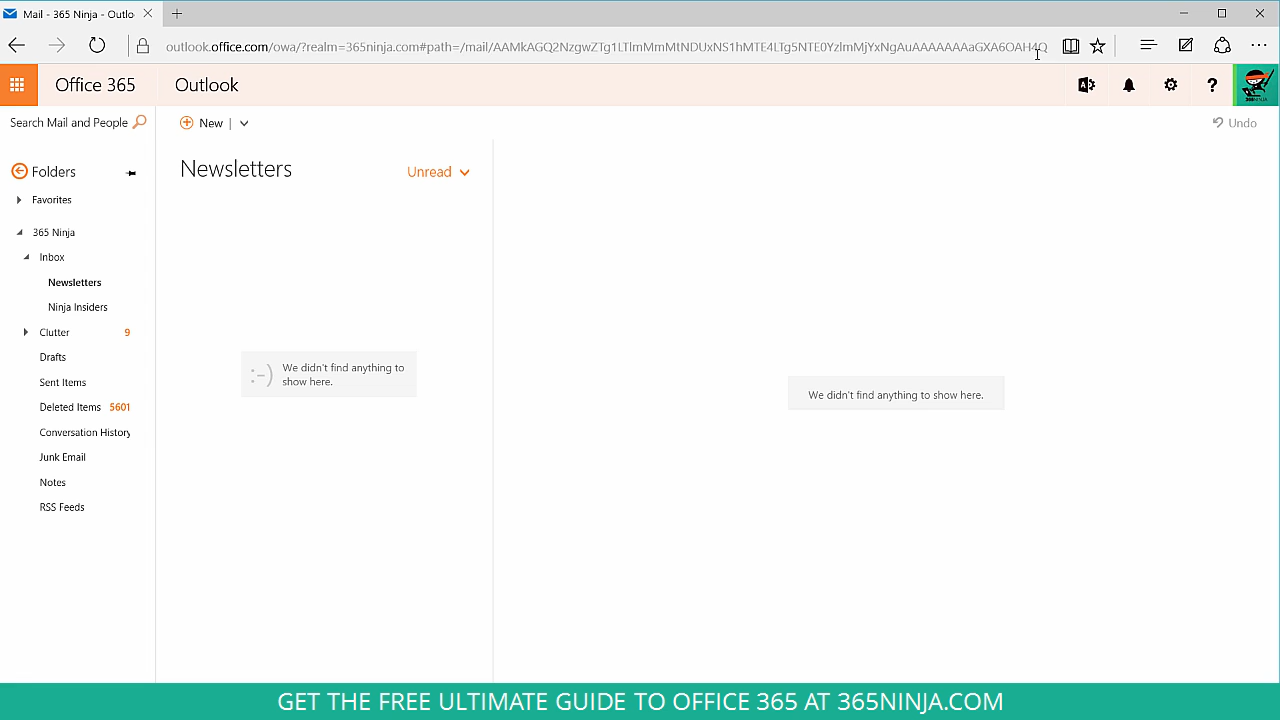 Mail - 365 Ninja - Outlo
outlook.office.com/owa/?realm=365ninja.com#path=/mail/AAMkAGQ2NzgwZTg1LTlmMmMtNDUxNS1hMTE4LTg5NTE0YzlmMjYxNgAuAAAAAAAaGXA6OAH4Q
Office 365
Outlook
Search Mail and People
New
Undo
Folders
Newsletters
Unread
Favorites
365 Ninja
Inbox
Newsletters
Ninja Insiders
Clutter 9
Drafts
Sent Items
Deleted Items 5601
Conversation History
Junk Email
Notes
RSS Feeds
:-) We didn't find anything to
show here.
We didn't find anything to show here.
GET THE FREE ULTIMATE GUIDE TO OFFICE 365 AT 365NINJA.COM